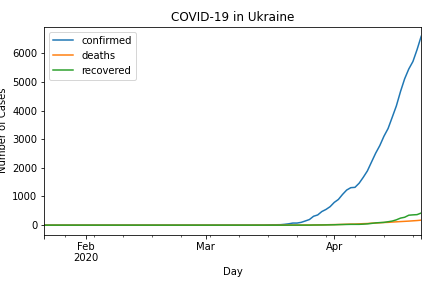 COVID-19 in Ukraine
confirmed
deaths
recovered
Number of Cases
6000
5000
4000
3000
2000
1000
0
Feb
2020
Mar
Apr
Day